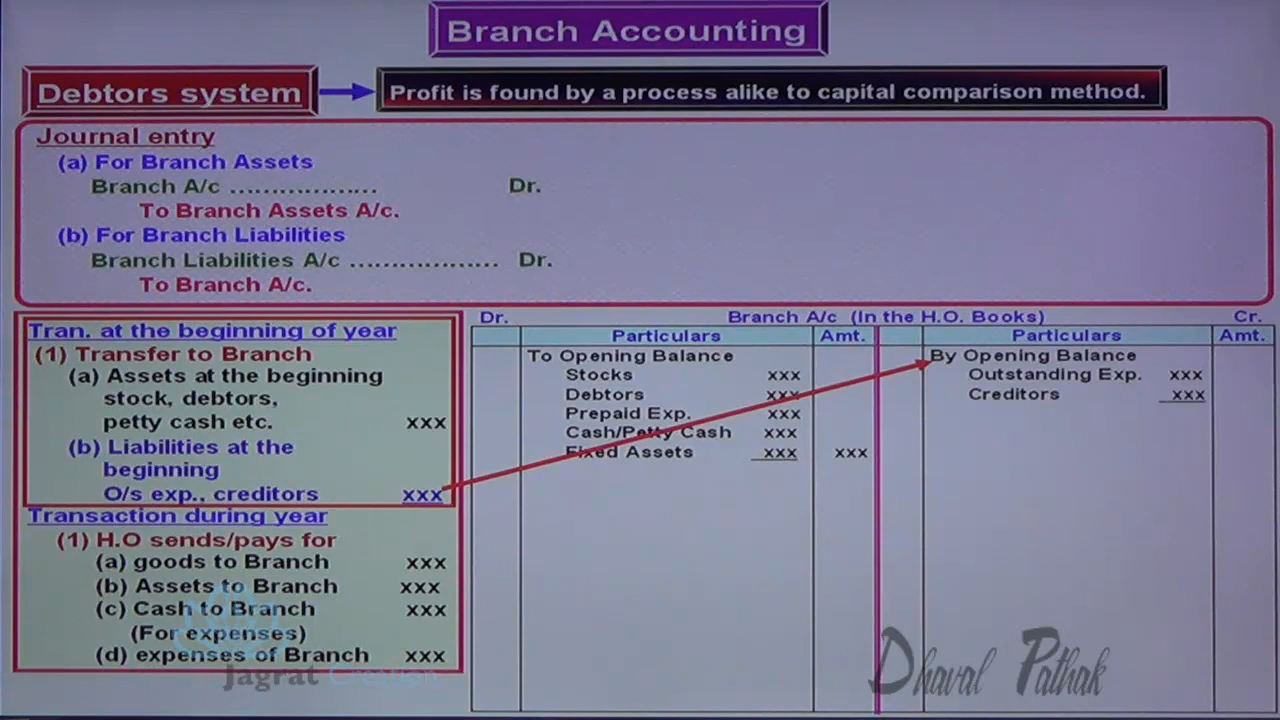 Branch Accounting
Debtors system
Profit is found by a process alike to capital comparison method.
Journal entry
(a) For Branch Assets
Branch A/c .................. Dr.
To Branch Assets A/c.
(b) For Branch Liabilities
Branch Liabilities A/c .................. Dr.
To Branch A/c.
Tran. at the beginning of year
(1) Transfer to Branch
(a) Assets at the beginning
stock, debtors,
petty cash etc. xxx
(b) Liabilities at the
beginning
O/s exp., creditors xxx
Transaction during year
(1) H.O sends/pays for
(a) goods to Branch xxx
(b) Assets to Branch xxx
(c) Cash to Branch xxx
(For expenses)
(d) expenses of Branch xxx
Dr. Branch A/c (In the H.O. Books) Cr.
Particulars Amt. Particulars Amt.
To Opening Balance By Opening Balance
Stocks xxx Outstanding Exp. xxx
Debtors xxx Creditors xxx
Prepaid Exp. xxx
Cash/Petty Cash xxx
Fixed Assets xxx xxx
Jagrat Creation
Dhaval Pathak